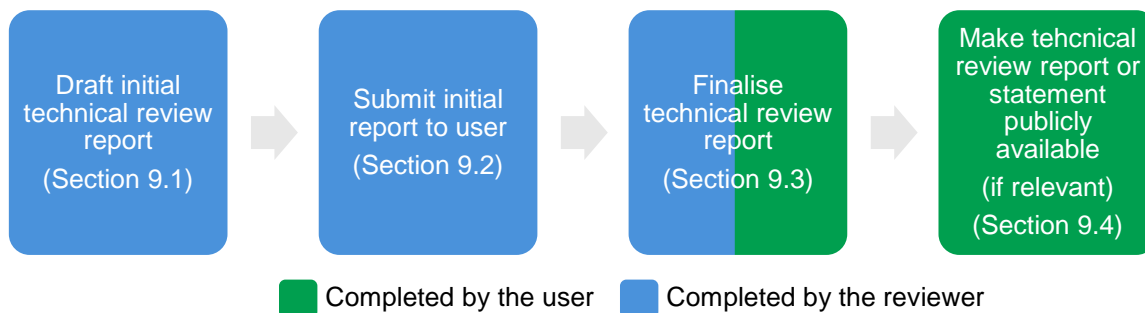 Draft initial
technical review
report
(Section 9.1)
Submit initial
report to user
(Section 9.2)
Finalise
technical review
report
(Section 9.3)
Make tehcnical
review report or
statement
publicly
available
(if relevant)
(Section 9.4)
Completed by the user
Completed by the reviewer